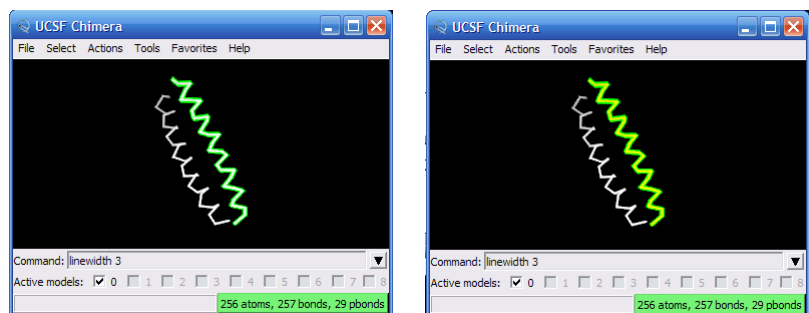 UCSF Chimera
File Select Actions Tools Favorites Help
Command: linewidth 3
Active models: 0 1 2 3 4 5 6 7 8
256 atoms, 257 bonds, 29 pbonds
UCSF Chimera
File Select Actions Tools Favorites Help
Command: linewidth 3
Active models: 0 1 2 3 4 5 6 7 8
256 atoms, 257 bonds, 29 pbonds